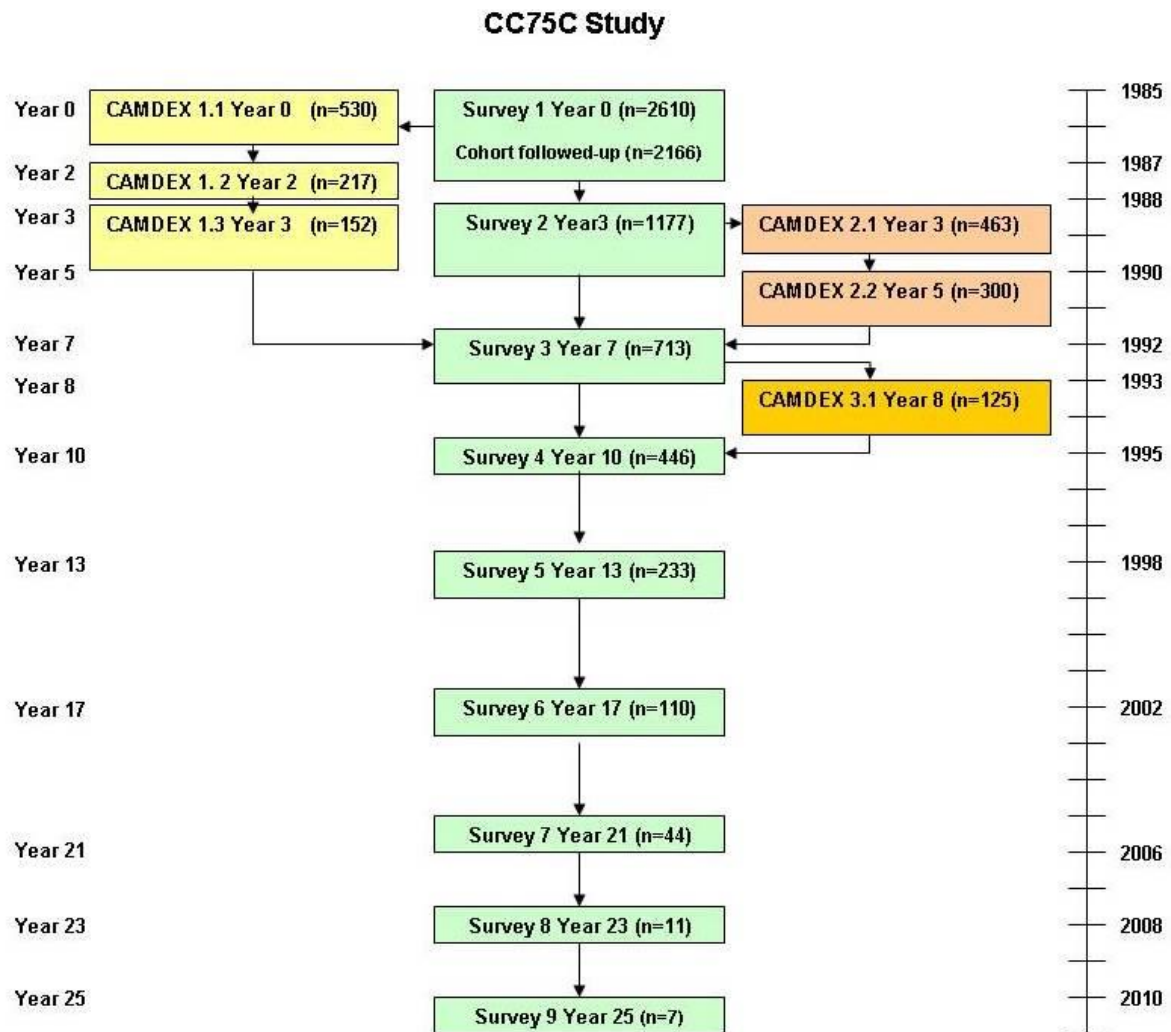 CC75C Study
Year 0
CAMDEX 1.1 Year 0 (n=530)
Survey 1 Year 0 (n=2610)
Cohort followed-up (n=2166)
1985
Year 2
CAMDEX 1. 2 Year 2 (n=217)
1987
Year 3
CAMDEX 1.3 Year 3 (n=152)
Survey 2 Year3 (n=1177)
CAMDEX 2.1 Year 3 (n=463)
1988
Year 5
CAMDEX 2.2 Year 5 (n=300)
1990
Year 7
Survey 3 Year 7 (n=713)
1992
Year 8
CAMDEX 3.1 Year 8 (n=125)
1993
Year 10
Survey 4 Year 10 (n=446)
1995
Year 13
Survey 5 Year 13 (n=233)
1998
Year 17
Survey 6 Year 17 (n=110)
2002
Year 21
Survey 7 Year 21 (n=44)
2006
Year 23
Survey 8 Year 23 (n=11)
2008
Year 25
Survey 9 Year 25 (n=7)
2010